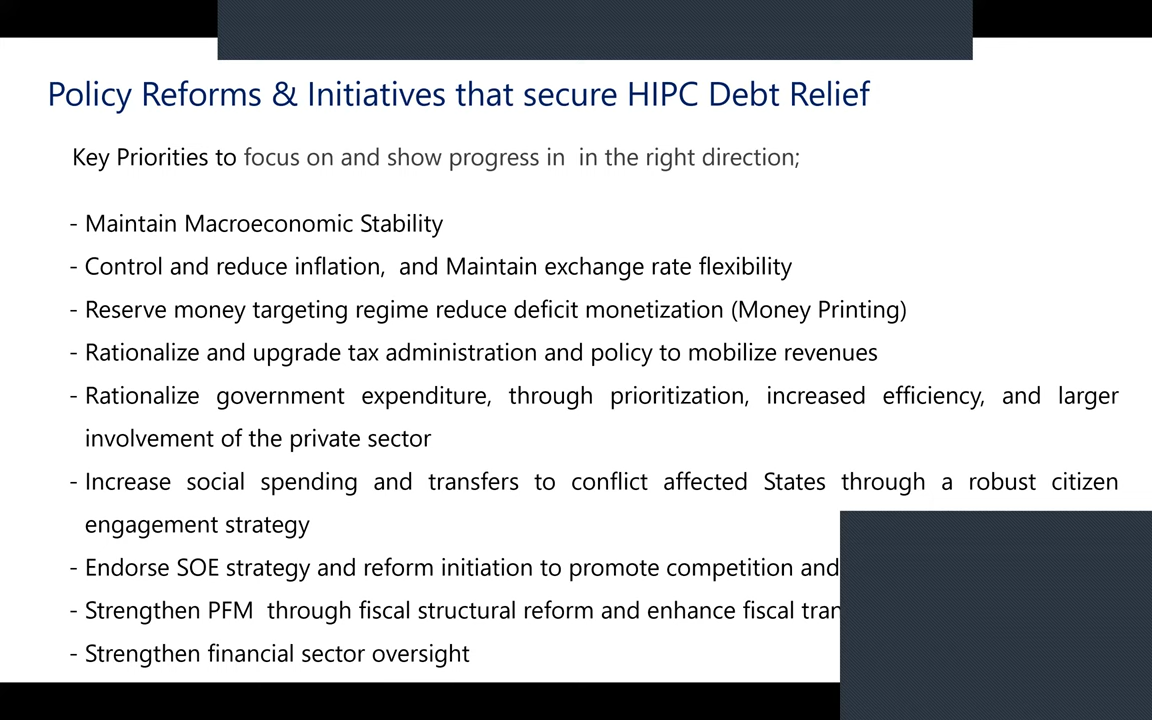 Policy Reforms & Initiatives that secure HIPC Debt Relief
Key Priorities to focus on and show progress in  in the right direction;
- Maintain Macroeconomic Stability
- Control and reduce inflation,  and Maintain exchange rate flexibility
- Reserve money targeting regime reduce deficit monetization (Money Printing)
- Rationalize and upgrade tax administration and policy to mobilize revenues
- Rationalize government expenditure, through prioritization, increased efficiency, and larger
involvement of the private sector
- Increase social spending and transfers to conflict affected States through a robust citizen
engagement strategy
- Endorse SOE strategy and reform initiation to promote competition and
- Strengthen PFM  through fiscal structural reform and enhance fiscal
- Strengthen financial sector oversight